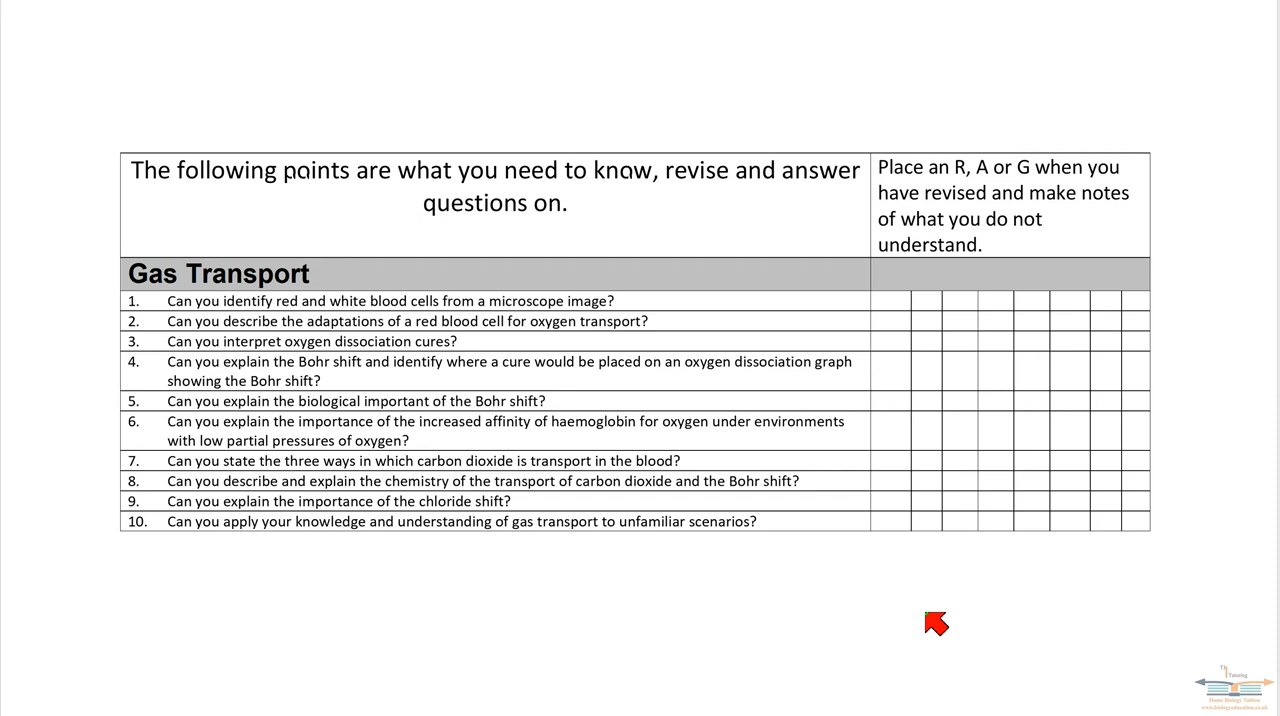 The following points are what you need to know, revise and answer
questions on.
Place an R, A or G when you
have revised and make notes
of what you do not
understand.
Gas Transport
1. Can you identify red and white blood cells from a microscope image?
2. Can you describe the adaptations of a red blood cell for oxygen transport?
3. Can you interpret oxygen dissociation cures?
4. Can you explain the Bohr shift and identify where a cure would be placed on an oxygen dissociation graph
showing the Bohr shift?
5. Can you explain the biological important of the Bohr shift?
6. Can you explain the importance of the increased affinity of haemoglobin for oxygen under environments
with low partial pressures of oxygen?
7. Can you state the three ways in which carbon dioxide is transport in the blood?
8. Can you describe and explain the chemistry of the transport of carbon dioxide and the Bohr shift?
9. Can you explain the importance of the chloride shift?
10. Can you apply your knowledge and understanding of gas transport to unfamiliar scenarios?
Tutoring
Home Biology Tuition
www.biologyeducation.co.uk